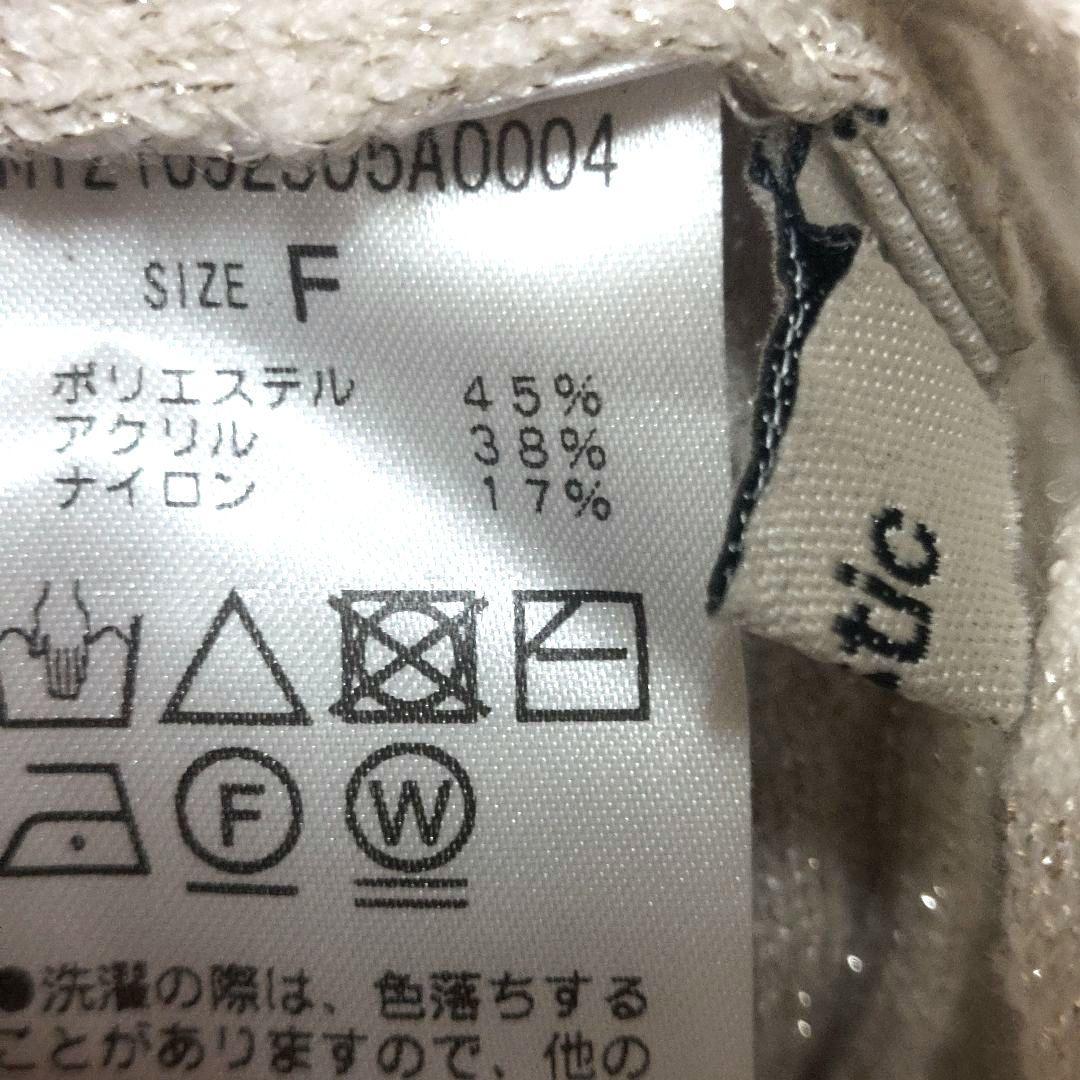 SIZE F
ポリエステル 45%
アクリル 38%
ナイロン 17%
F
W
●洗濯の際は、色落ちする
ことがありますので、他の
tic